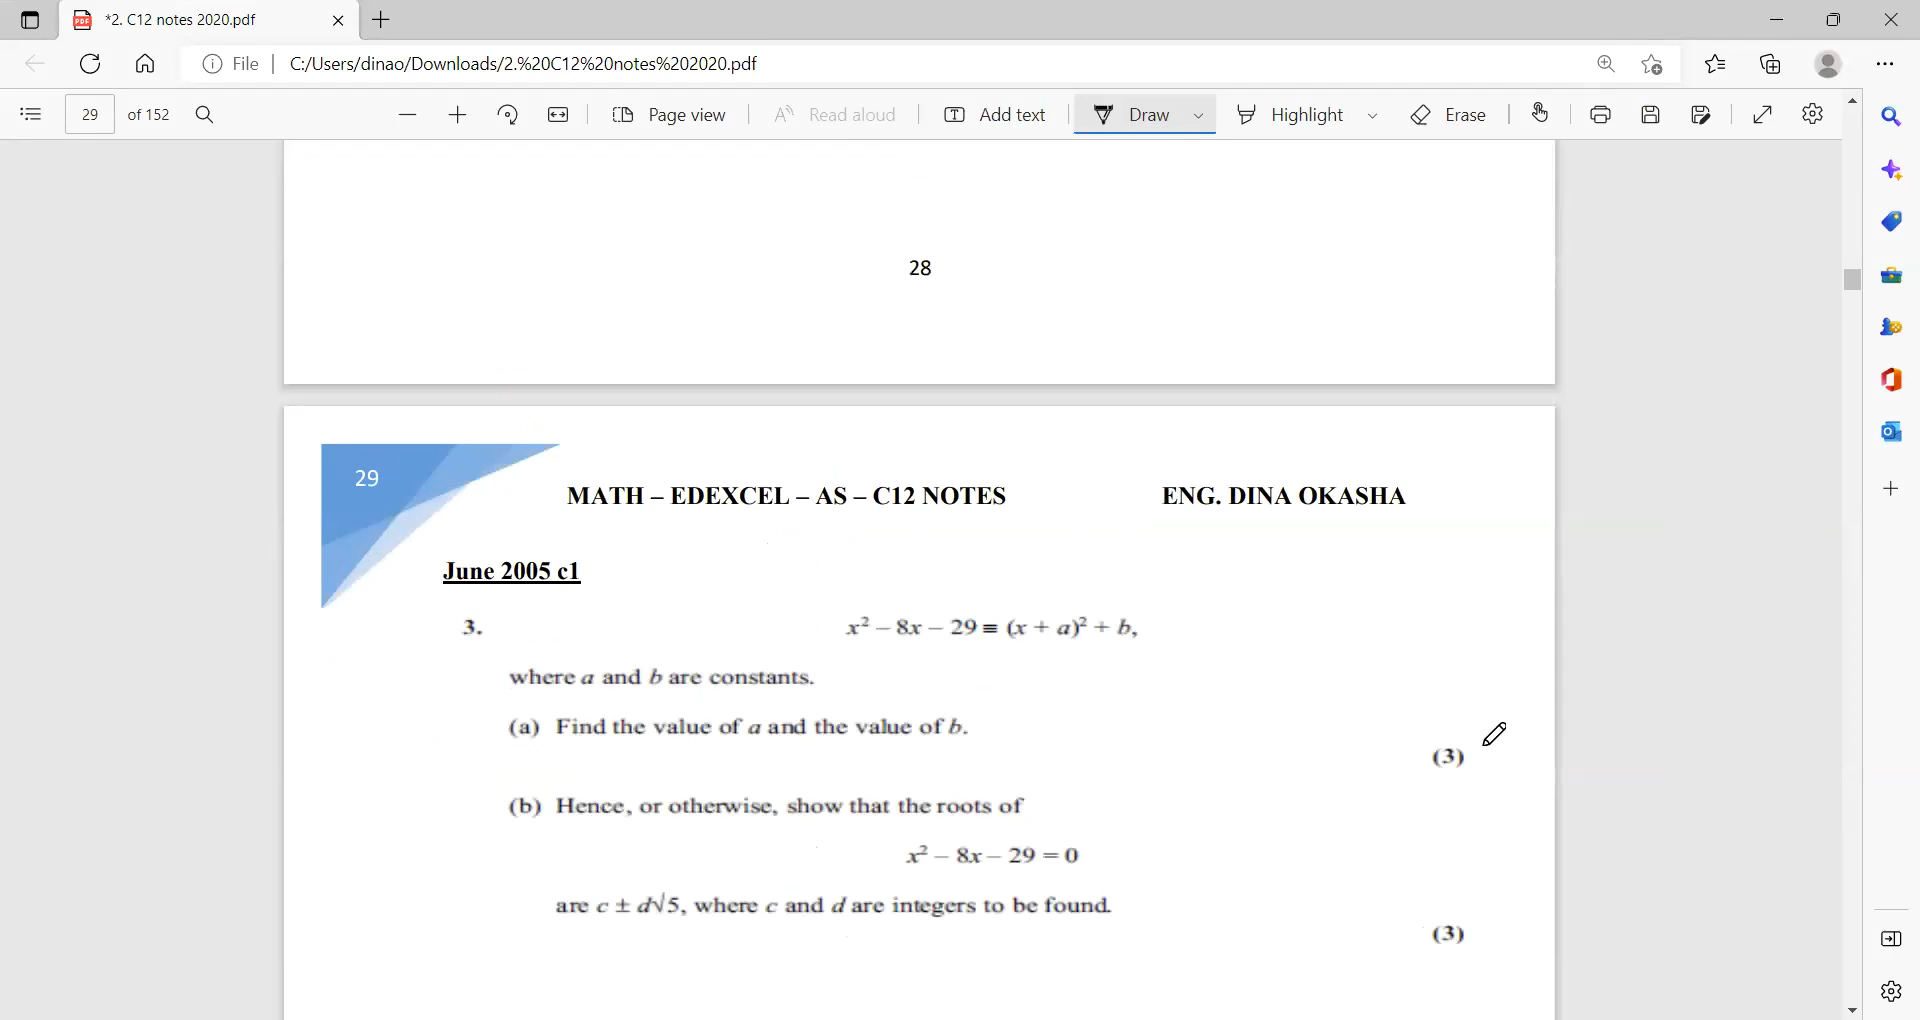 *2. C12 notes 2020.pdf
File | C:/Users/dinao/Downloads/2.%20C12%20notes%202020.pdf
29 of 152 Page view Read aloud Add text Draw Highlight Erase
28
29
MATH – EDEXCEL – AS – C12 NOTES ENG. DINA OKASHA
June 2005 c1
3. x² – 8x – 29 ≡ (x + a)² + b,
where a and b are constants.
(a) Find the value of a and the value of b.
(3)
(b) Hence, or otherwise, show that the roots of
x² – 8x – 29 = 0
are c ± d√5, where c and d are integers to be found.
(3)